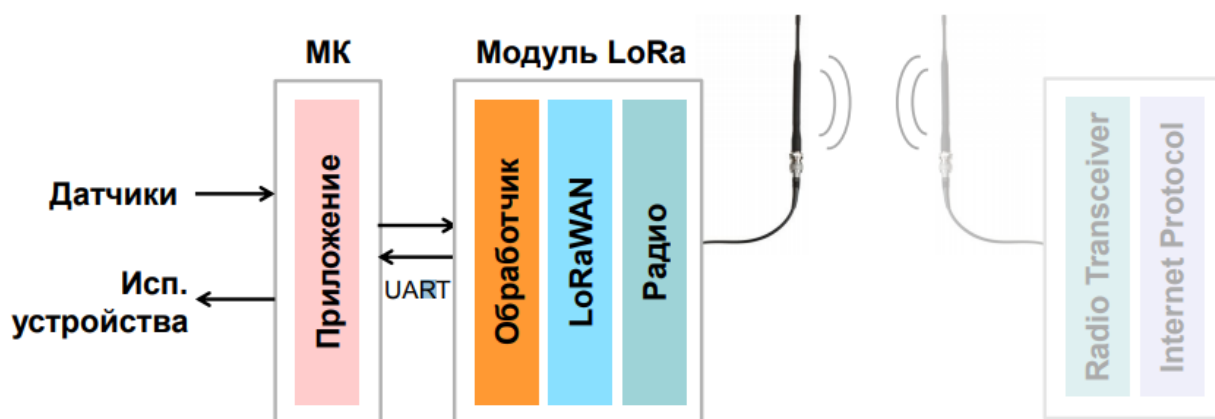 МК
Модуль LoRa
Датчики
Исп.
устройства
Приложение
UART
Обработчик
LoRaWAN
Радио
Radio Transceiver
Internet Protocol